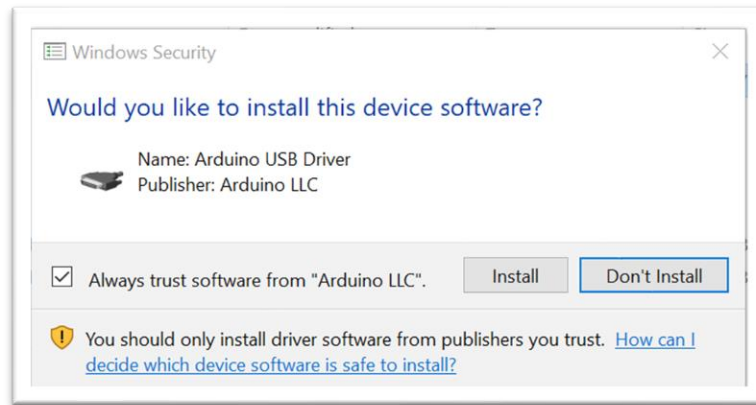 Windows Security
Would you like to install this device software?
Name: Arduino USB Driver
Publisher: Arduino LLC
Always trust software from "Arduino LLC".
Install
Don't Install
You should only install driver software from publishers you trust. How can I
decide which device software is safe to install?